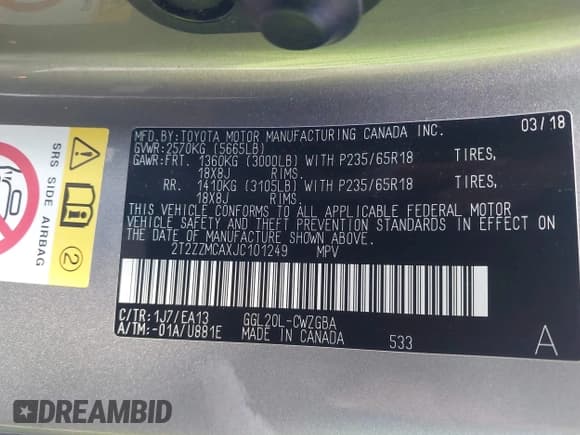 MFD.BY:TOYOTA MOTOR MANUFACTURING CANADA INC. 03/18
GVWR:2570KG (5665LB)
GAWR:FRT. 1360KG (3000LB) WITH P235/65R18 TIRES,
18X8J RIMS.
RR. 1410KG (3105LB) WITH P235/65R18 TIRES,
18X8J RIMS.
THIS VEHICLE CONFORMS TO ALL APPLICABLE FEDERAL MOTOR
VEHICLE SAFETY AND THEFT PREVENTION STANDARDS IN EFFECT ON
THE DATE OF MANUFACTURE SHOWN ABOVE.
2T2ZZMCAXJC101249 MPV
C/TR:1J7/EA13 GGL20L-CWZGBA
A/TM:-01A/U881E MADE IN CANADA 533 A
SRS SIDE AIRBAG
2
DREAMBID